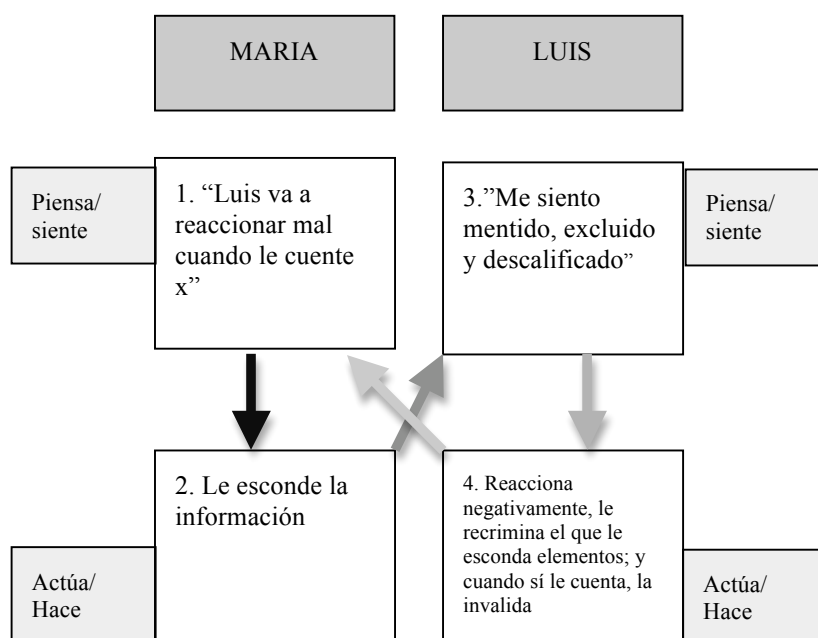 MARIA
LUIS
Piensa/
siente
1. “Luis va a
reaccionar mal
cuando le cuente
x”
3.”Me siento
mentido, excluido
y descalificado”
Piensa/
siente
2. Le esconde la
información
4. Reacciona
negativamente, le
recrimina el que le
esconda elementos; y
cuando sí le cuenta, la
invalida
Actúa/
Hace
Actúa/
Hace